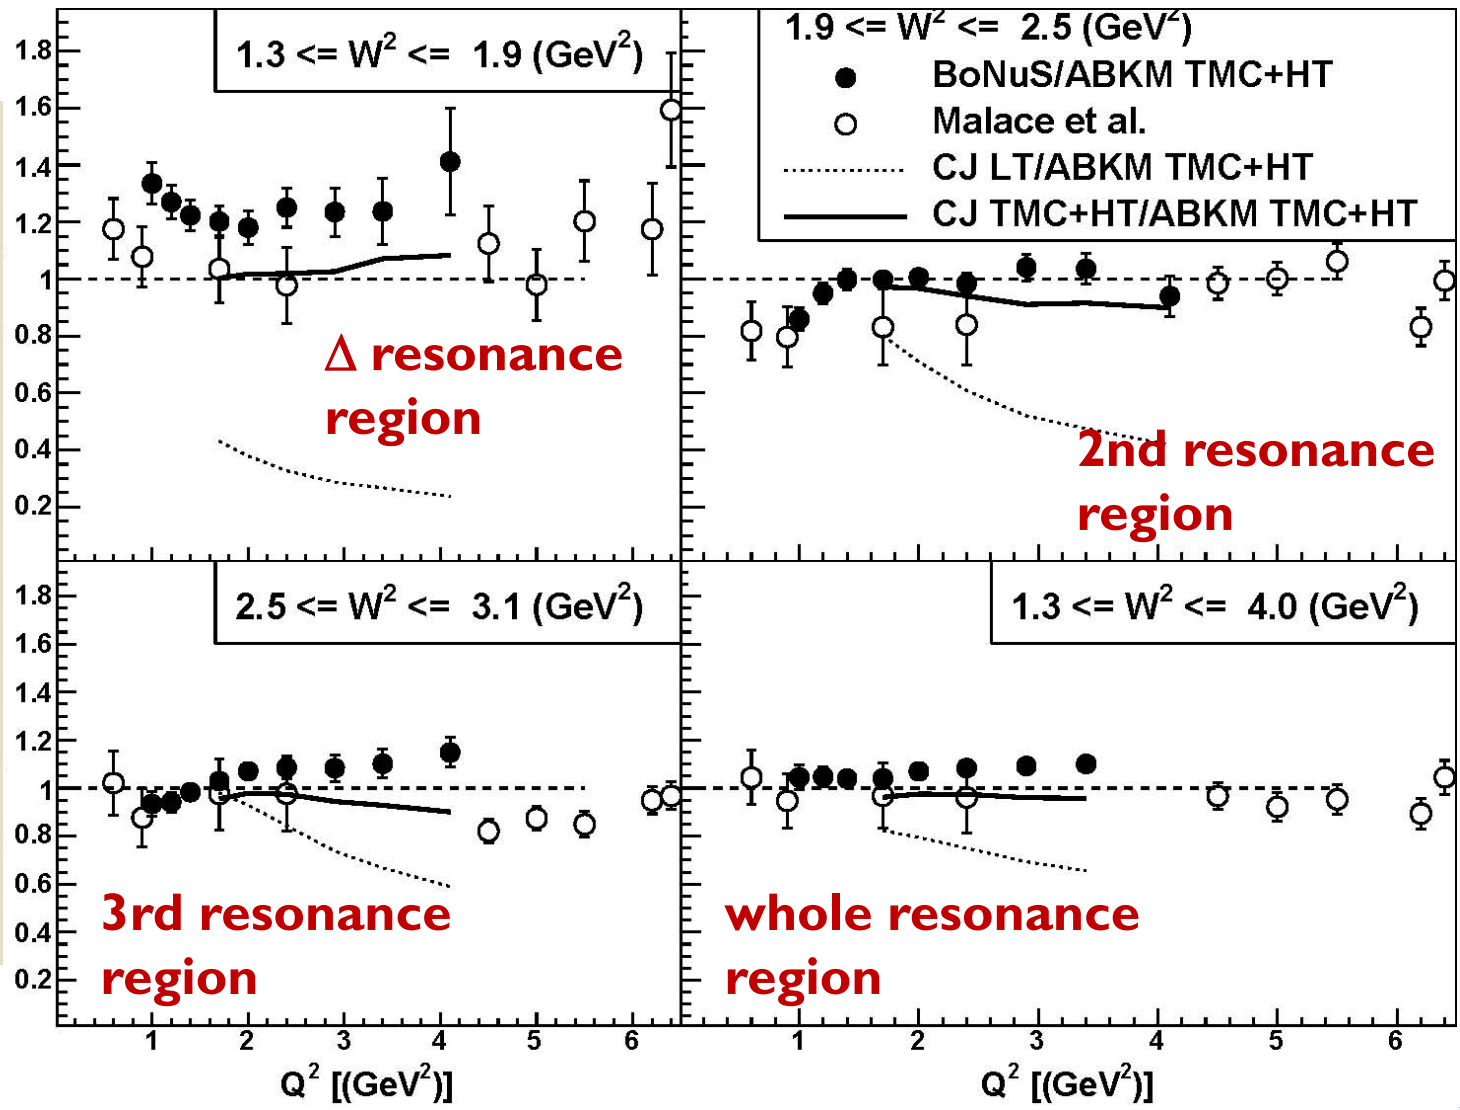 1.3 <= W² <= 1.9 (GeV²)
1.8
1.6
1.4
1.2
1
0.8
0.6
0.4
0.2
Δ resonance
region
1.9 <= W² <= 2.5 (GeV²)
BoNuS/ABKM TMC+HT
Malace et al.
CJ LT/ABKM TMC+HT
CJ TMC+HT/ABKM TMC+HT
2nd resonance
region
2.5 <= W² <= 3.1 (GeV²)
1.8
1.6
1.4
1.2
1
0.8
0.6
0.4
0.2
3rd resonance
region
1 2 3 4 5 6
Q² [(GeV²)]
1.3 <= W² <= 4.0 (GeV²)
whole resonance
region
1 2 3 4 5 6
Q² [(GeV²)]